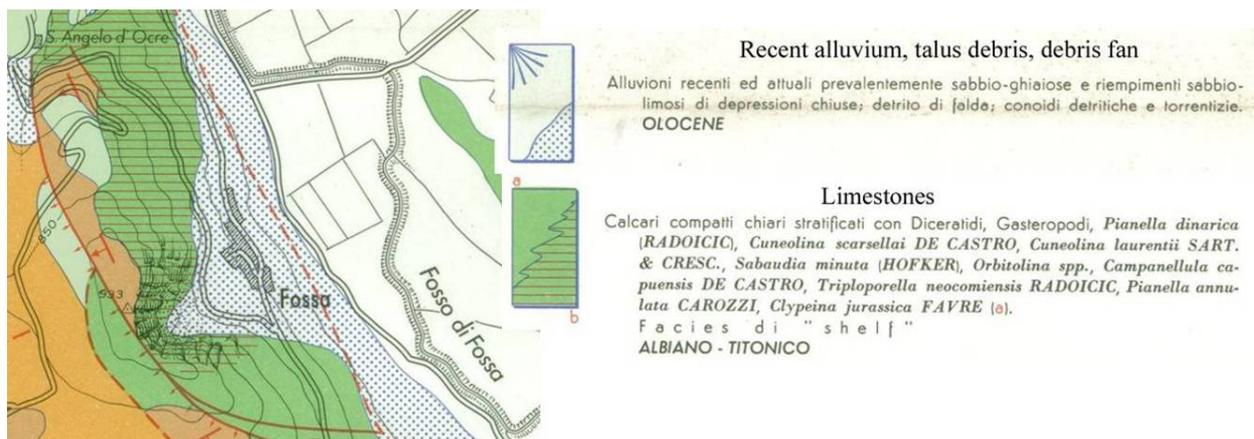 S. Angelo d' Ocre
850
933
Fossa
Fosso di Fossa
Recent alluvium, talus debris, debris fan
Alluvioni recenti ed attuali prevalentemente sabbio-ghiaiose e riempimenti sabbio-
limosi di depressioni chiuse; detrito di falda; conoidi detritiche e torrentizie.
OLOCENE
a
b
Limestones
Calcari compatti chiari stratificati con Diceratidi, Gasteropodi, Pianella dinarica
(RADOICIC), Cuneolina scarsellai DE CASTRO, Cuneolina laurentii SART.
& CRESC., Sabaudia minuta (HOFKER), Orbitolina spp., Campanellula ca-
puensis DE CASTRO, Triploporella neocomiensis RADOICIC, Pianella annu-
lata CAROZZI, Clypeina jurassica FAVRE (a).
Facies di "shelf"
ALBIANO - TITONICO